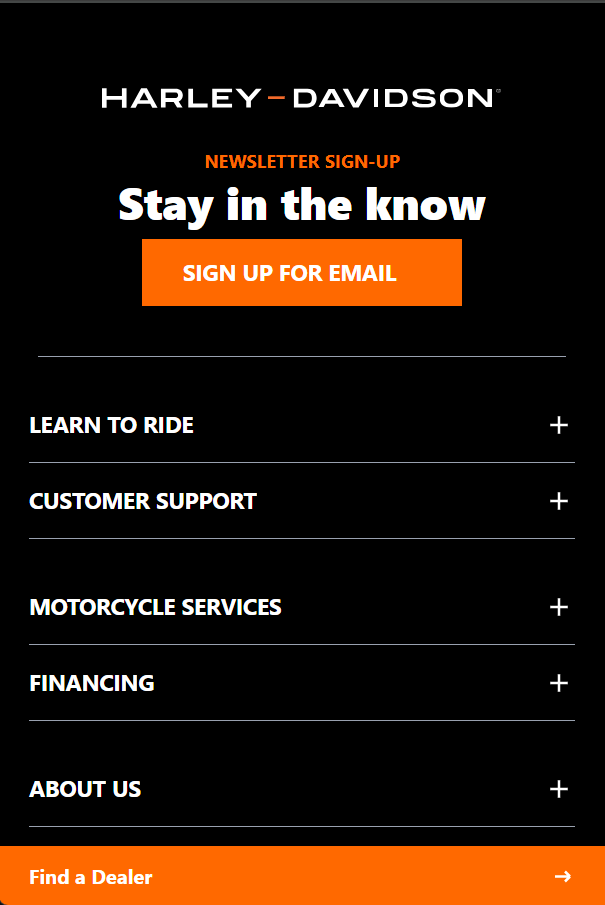 HARLEY-DAVIDSON
NEWSLETTER SIGN-UP
Stay in the know
SIGN UP FOR EMAIL
LEARN TO RIDE
CUSTOMER SUPPORT
MOTORCYCLE SERVICES
FINANCING
ABOUT US
Find a Dealer